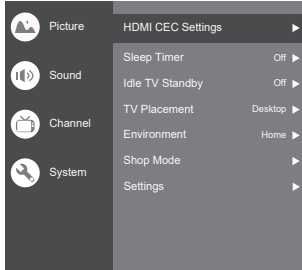 Picture
Sound
Channel
System
HDMI CEC Settings
Sleep Timer Off
Idle TV Standby Off
TV Placement Desktop
Environment Home
Shop Mode
Settings